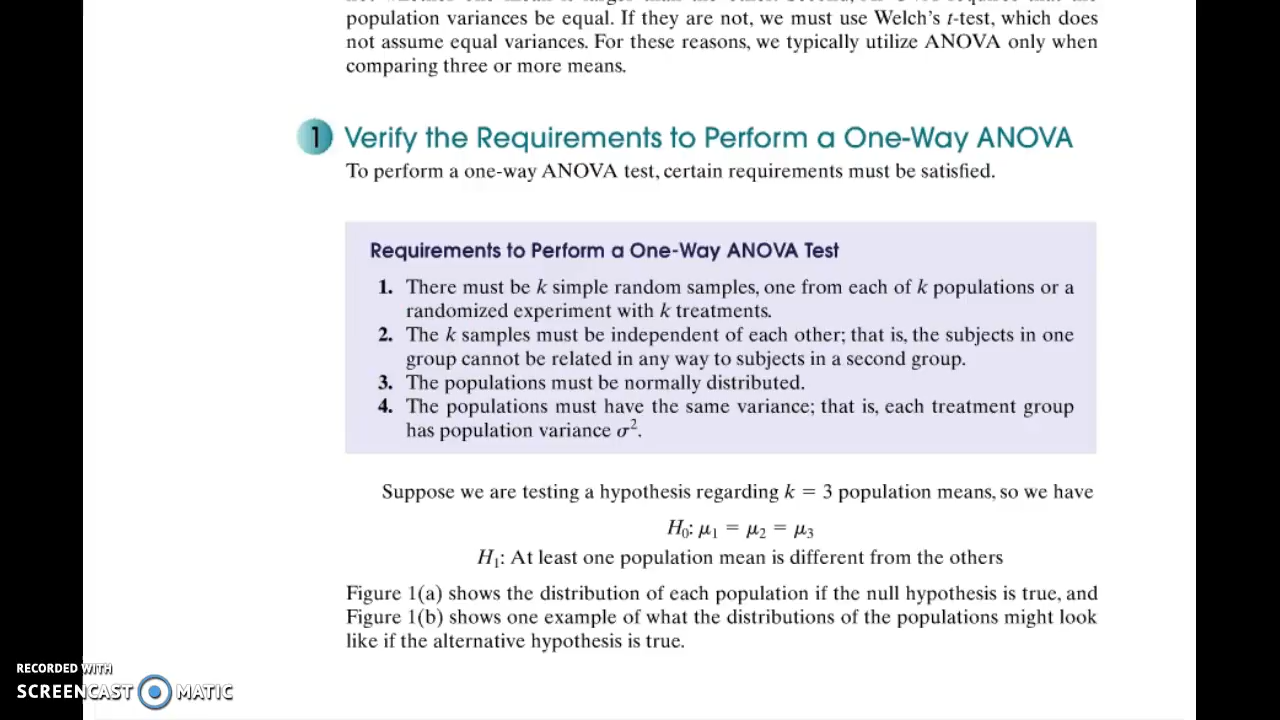 population variances be equal. If they are not, we must use Welch's t-test, which does
not assume equal variances. For these reasons, we typically utilize ANOVA only when
comparing three or more means.
1 Verify the Requirements to Perform a One-Way ANOVA
To perform a one-way ANOVA test, certain requirements must be satisfied.
Requirements to Perform a One-Way ANOVA Test
1. There must be k simple random samples, one from each of k populations or a
randomized experiment with k treatments.
2. The k samples must be independent of each other; that is, the subjects in one
group cannot be related in any way to subjects in a second group.
3. The populations must be normally distributed.
4. The populations must have the same variance; that is, each treatment group
has population variance σ².
Suppose we are testing a hypothesis regarding k = 3 population means, so we have
H₀: μ₁ = μ₂ = μ₃
H₁: At least one population mean is different from the others
Figure 1(a) shows the distribution of each population if the null hypothesis is true, and
Figure 1(b) shows one example of what the distributions of the populations might look
like if the alternative hypothesis is true.
RECORDED WITH
SCREENCAST MATIC